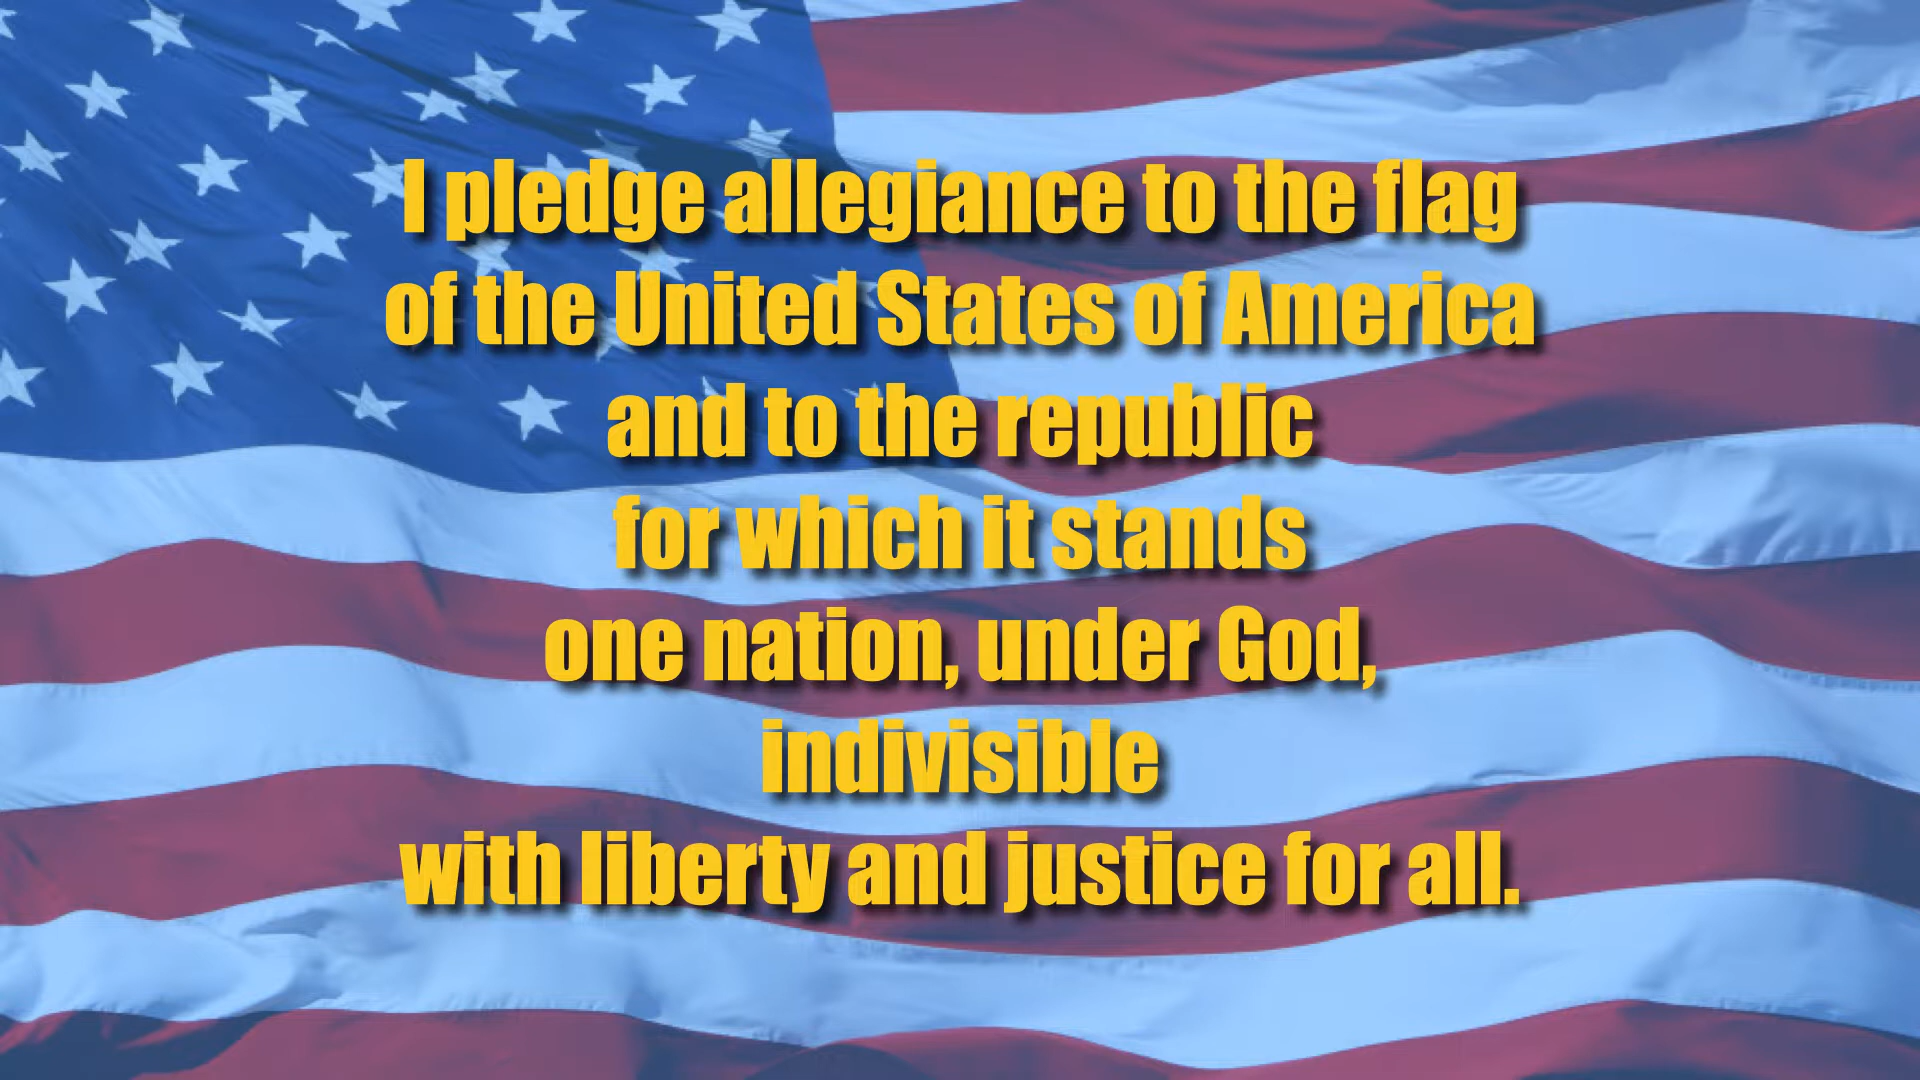 I pledge allegiance to the flag
of the United States of America
and to the republic
for which it stands
one nation, under God,
indivisible
with liberty and justice for all.